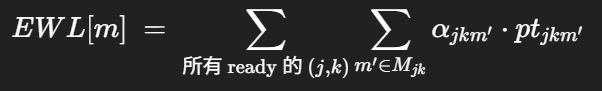 EWL[m] = ∑ ∑ α_{jkm'} · pt_{jkm'}
所有 ready 的 (j,k) m'∈M_{jk}